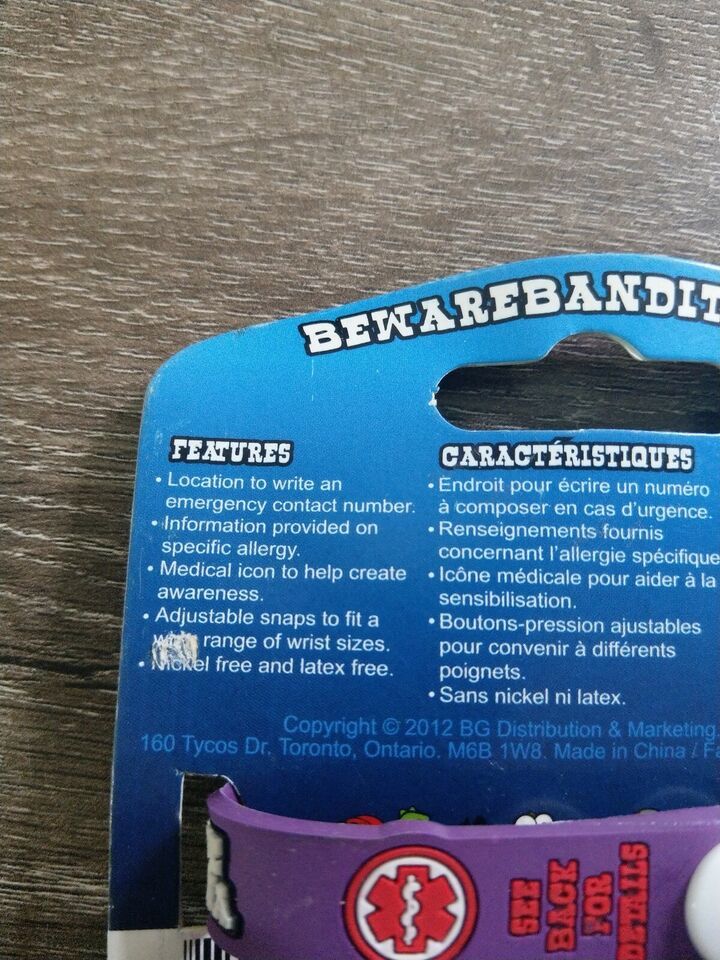 BEWAREBANDIT
FEATURES
• Location to write an
emergency contact number.
• Information provided on
specific allergy.
• Medical icon to help create
awareness.
• Adjustable snaps to fit a
range of wrist sizes.
• Nickel free and latex free.
CARACTÉRISTIQUES
• Endroit pour écrire un numéro
à composer en cas d'urgence.
• Renseignements fournis
concernant l'allergie spécifique
• Icône médicale pour aider à la
sensibilisation.
• Boutons-pression ajustables
pour convenir à différents
poignets.
• Sans nickel ni latex.
Copyright © 2012 BG Distribution & Marketing.
160 Tycos Dr, Toronto, Ontario. M6B 1W8. Made in China / Fa
SEE
BACK
FOR
DETAILS